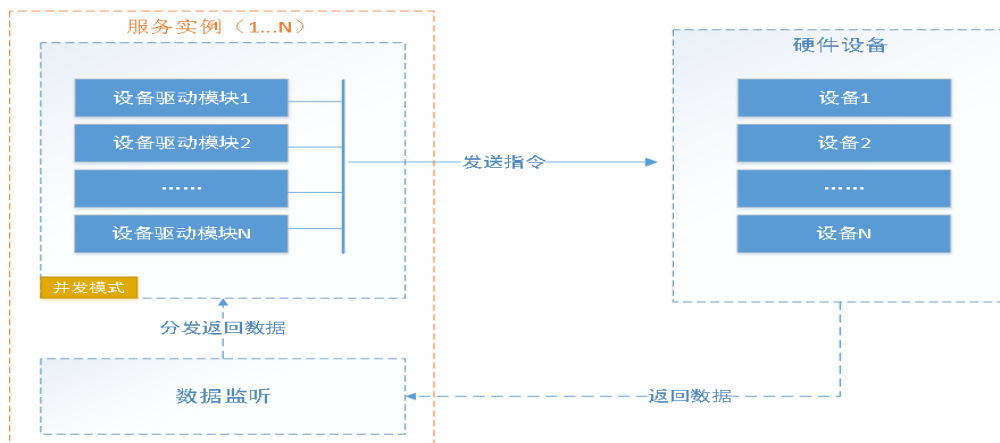 服务实例（1...N）
设备驱动模块1
设备驱动模块2
……
设备驱动模块N
并发模式
发送指令
硬件设备
设备1
设备2
……
设备N
分发返回数据
数据监听
返回数据